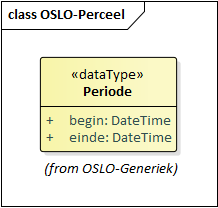 class OSLO-Perceel
«dataType»
Periode
+ begin: DateTime
+ einde: DateTime
(from OSLO-Generiek)